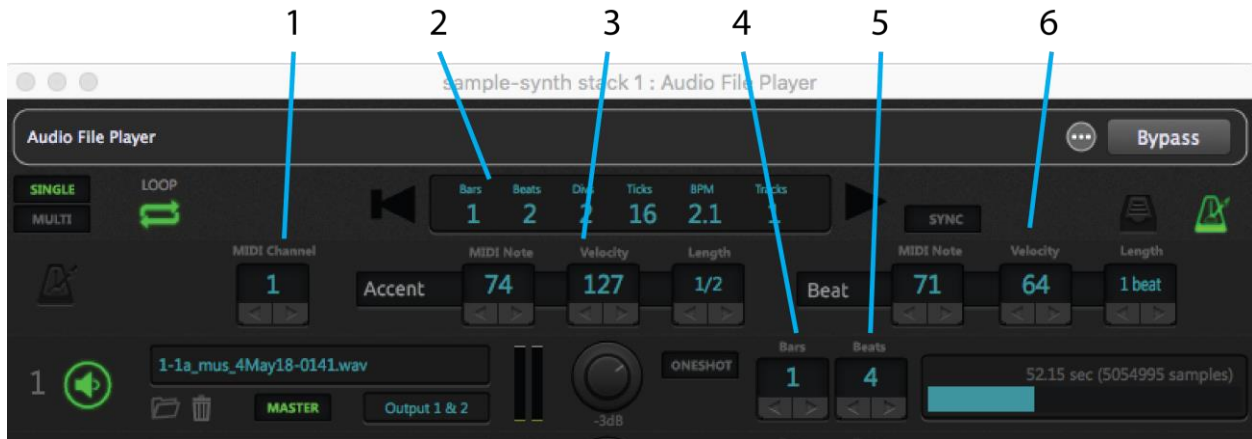 1 2 3 4 5 6
sample-synth stack 1 : Audio File Player
Audio File Player
Bypass
SINGLE
MULTI
LOOP
Bars Beats Divs Ticks BPM Tracks
1 2 2 16 2.1 1
SYNC
MIDI Channel
1
Accent
MIDI Note Velocity Length
74 127 1/2
Beat
MIDI Note Velocity Length
71 64 1 beat
1
1-1a_mus_4May18-0141.wav
MASTER
Output 1 & 2
-3dB
ONESHOT
Bars Beats
1 4
52.15 sec (5054995 samples)